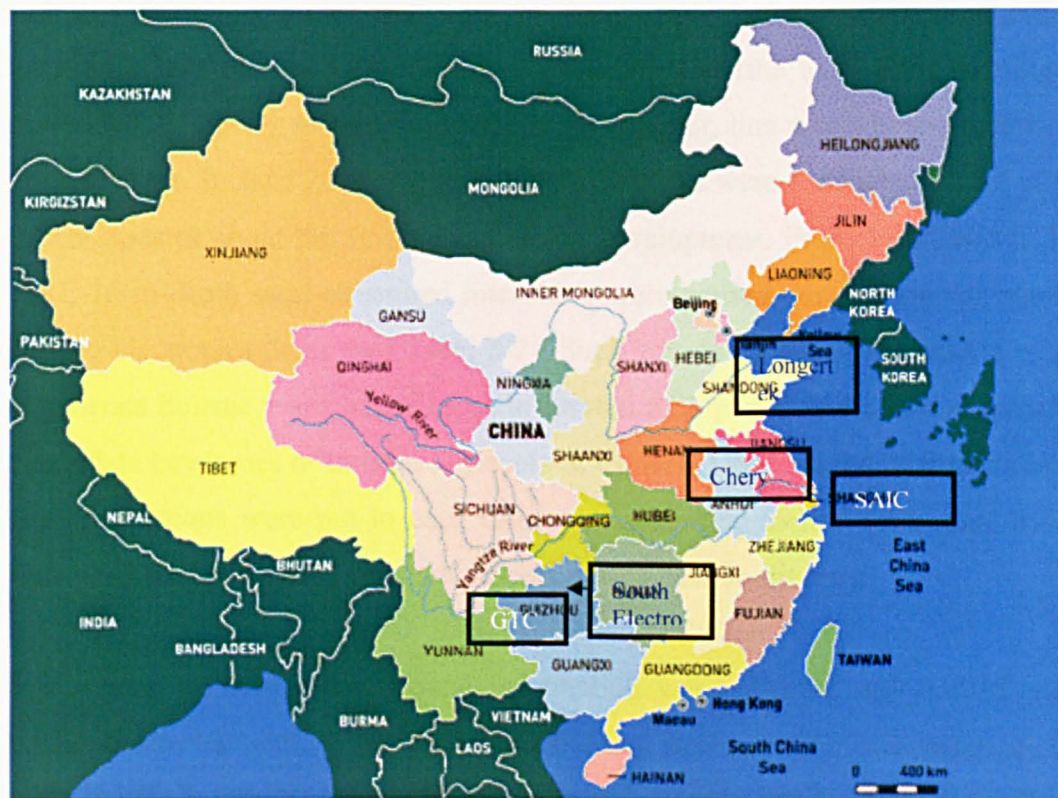 RUSSIA
KAZAKHSTAN
HEILONGJIANG
MONGOLIA
KIRGIZSTAN
JILIN
XINJIANG
LIAONING
INNER MONGOLIA
NORTH
KOREA
Beijing
GANSU
PAKISTAN
Sea
SOUTH
KOREA
QINGHAI
SHANXI
HEBEI
NINGXIA
Longert
ek
SHANDONG
Yellow River
CHINA
HENAN
SHAANXI
TIBET
Chery
SAIC
ANHUI
NEPAL
SICHUAN
HUBEI
CHONGQING
ZHEJIANG
East
China
Sea
Yangtze River
BHUTAN
JIANGXI
South
Electro
INDIA
GTC
GUIZHOU
FUJIAN
BANGLADESH
YUNNAN
TAIWAN
GUANGXI
GUANGDONG
Hong Kong
Macau
BURMA
VIETNAM
LAOS
South China
Sea
HAINAN
0 400 km